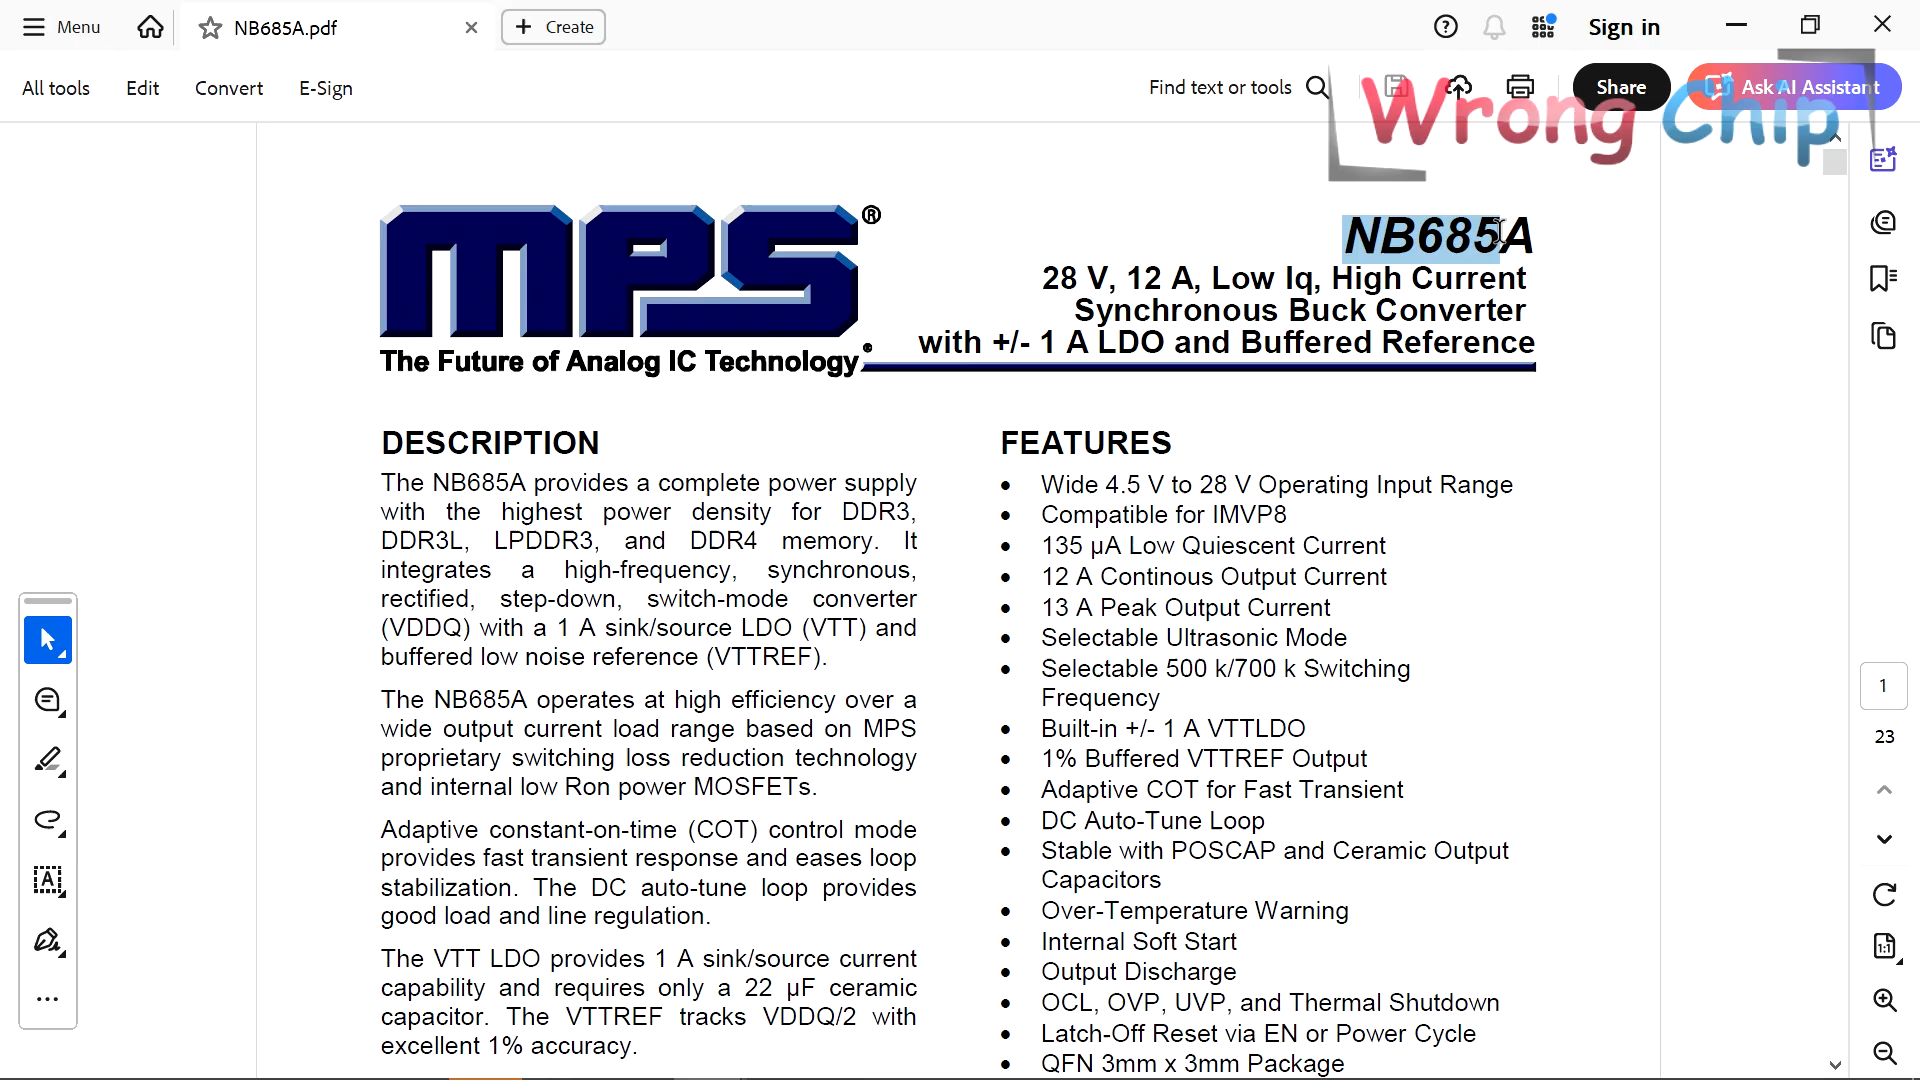 Menu
NB685A.pdf
Create
Sign in
All tools
Edit
Convert
E-Sign
Find text or tools
Share
Ask AI Assistant
Wrong Chip
MPS®
The Future of Analog IC Technology
NB685A
28 V, 12 A, Low Iq, High Current
Synchronous Buck Converter
with +/- 1 A LDO and Buffered Reference
DESCRIPTION
The NB685A provides a complete power supply
with the highest power density for DDR3,
DDR3L, LPDDR3, and DDR4 memory. It
integrates a high-frequency, synchronous,
rectified, step-down, switch-mode converter
(VDDQ) with a 1 A sink/source LDO (VTT) and
buffered low noise reference (VTTREF).
The NB685A operates at high efficiency over a
wide output current load range based on MPS
proprietary switching loss reduction technology
and internal low Ron power MOSFETs.
Adaptive constant-on-time (COT) control mode
provides fast transient response and eases loop
stabilization. The DC auto-tune loop provides
good load and line regulation.
The VTT LDO provides 1 A sink/source current
capability and requires only a 22 µF ceramic
capacitor. The VTTREF tracks VDDQ/2 with
excellent 1% accuracy.
FEATURES
• Wide 4.5 V to 28 V Operating Input Range
• Compatible for IMVP8
• 135 µA Low Quiescent Current
• 12 A Continous Output Current
• 13 A Peak Output Current
• Selectable Ultrasonic Mode
• Selectable 500 k/700 k Switching
Frequency
• Built-in +/- 1 A VTTLDO
• 1% Buffered VTTREF Output
• Adaptive COT for Fast Transient
• DC Auto-Tune Loop
• Stable with POSCAP and Ceramic Output
Capacitors
• Over-Temperature Warning
• Internal Soft Start
• Output Discharge
• OCL, OVP, UVP, and Thermal Shutdown
• Latch-Off Reset via EN or Power Cycle
• QFN 3mm x 3mm Package
1
23